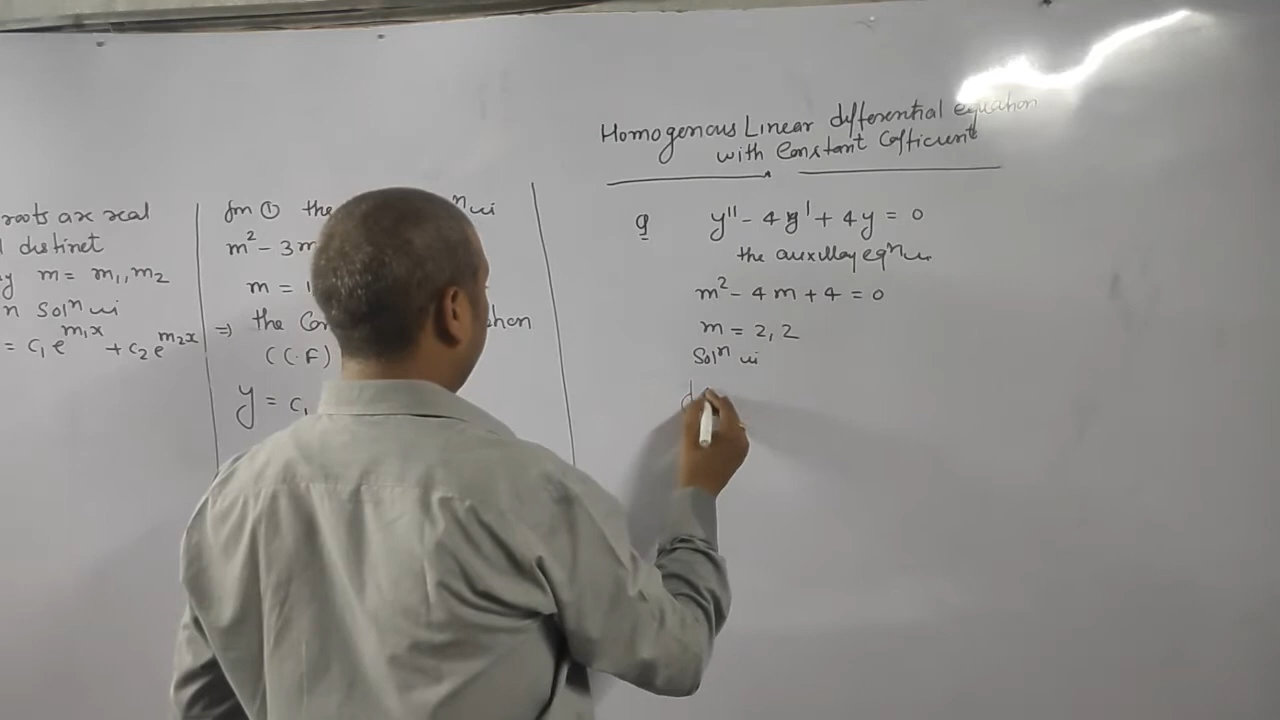 Homogenous Linear differential equation
with Constant Cofficient
roots are real
distinct
m = m₁, m₂
n Solⁿ is
= c₁e^m₁x + c₂e^m₂x
fm ① the
m² - 3m
m =
⇒ the
(C.F)
y = c₁
Q y'' - 4y' + 4y = 0
the auxillary eqⁿ is
m² - 4m + 4 = 0
m = 2, 2
Solⁿ is